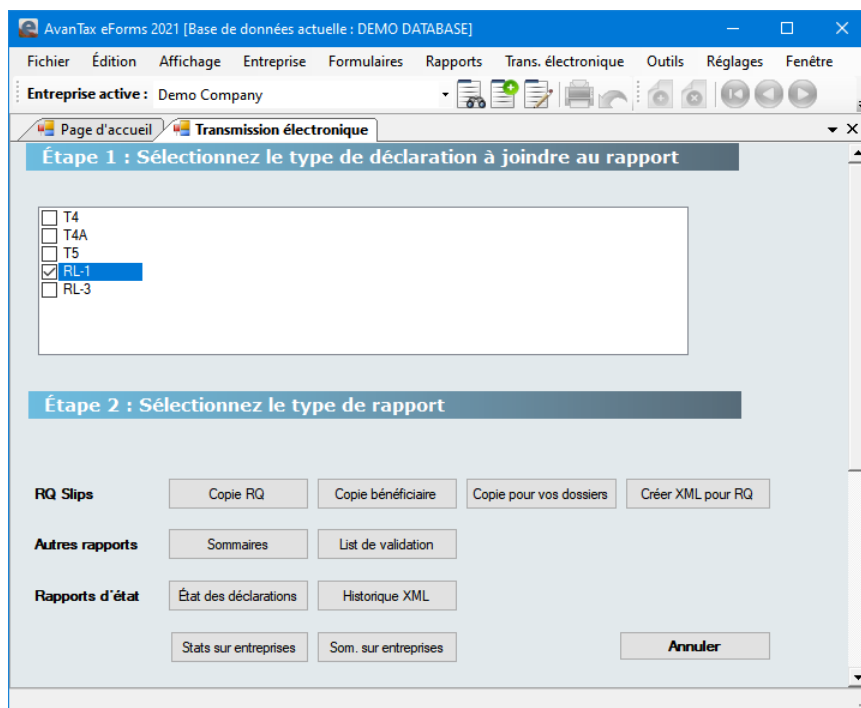 AvanTax eForms 2021 [Base de données actuelle : DEMO DATABASE]
Fichier Édition Affichage Entreprise Formulaires Rapports Trans. électronique Outils Réglages Fenêtre
Entreprise active : Demo Company
Page d'accueil Transmission électronique
Étape 1 : Sélectionnez le type de déclaration à joindre au rapport
T4
T4A
T5
RL-1
RL-3
Étape 2 : Sélectionnez le type de rapport
RQ Slips Copie RQ Copie bénéficiaire Copie pour vos dossiers Créer XML pour RQ
Autres rapports Sommaires List de validation
Rapports d'état État des déclarations Historique XML
Stats sur entreprises Som. sur entreprises Annuler